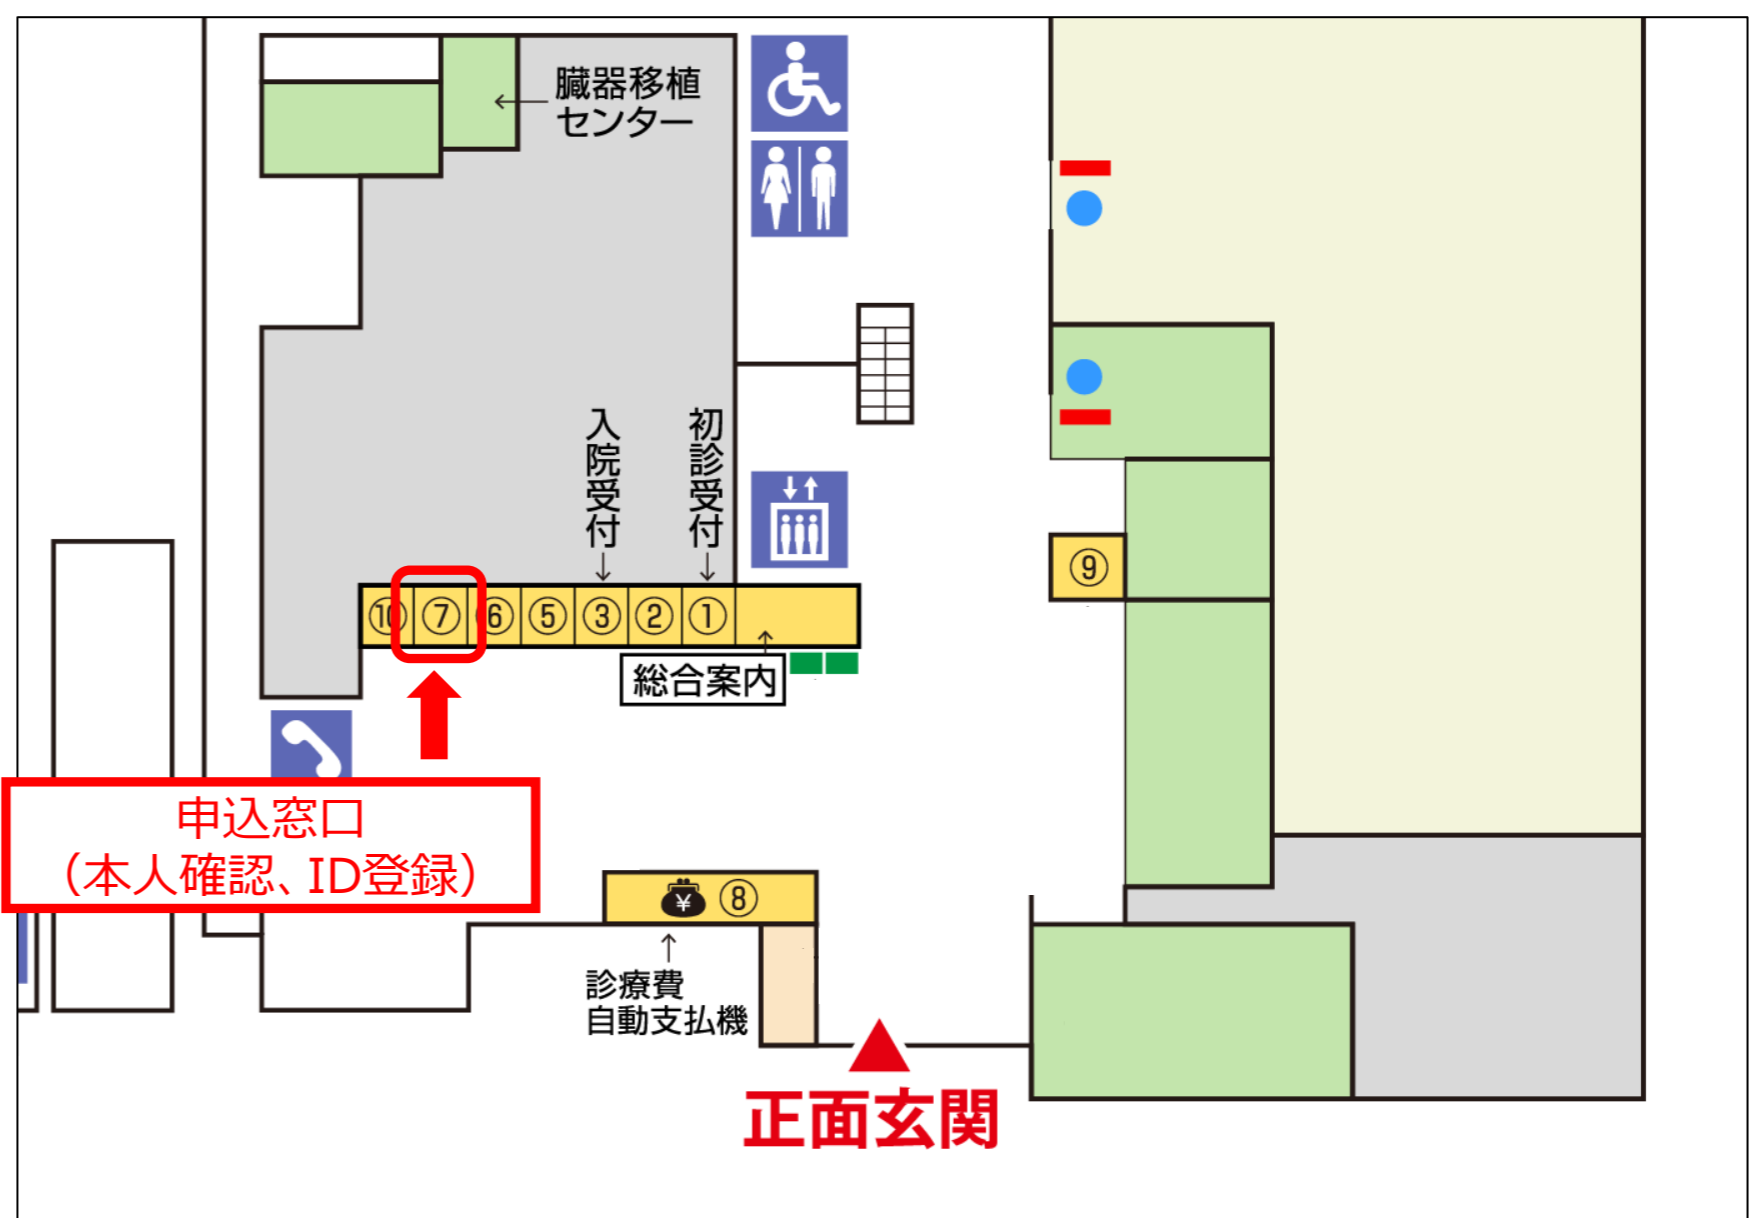 臓器移植
センター
入院受付
初診受付
⑩ ⑦ ⑥ ⑤ ③ ② ①
⑨
総合案内
申込窓口
（本人確認、ID登録）
¥ ⑧
診療費
自動支払機
正面玄関